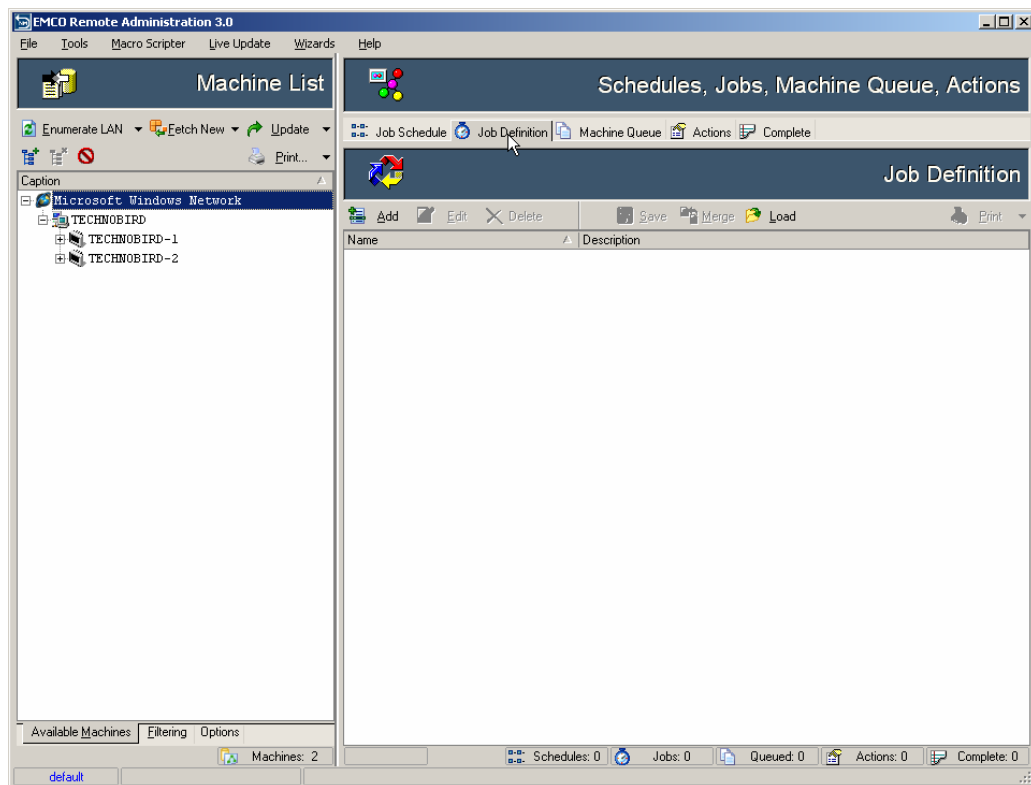 EMCO Remote Administration 3.0
File Tools Macro Scripter Live Update Wizards Help
Machine List
Schedules, Jobs, Machine Queue, Actions
Enumerate LAN Fetch New Update
Job Schedule Job Definition Machine Queue Actions Complete
Print...
Job Definition
Caption
Microsoft Windows Network
TECHNOBIRD
TECHNOBIRD-1
TECHNOBIRD-2
Add Edit Delete Save Merge Load Print
Name Description
Available Machines Filtering Options
Machines: 2
Schedules: 0 Jobs: 0 Queued: 0 Actions: 0 Complete: 0
default